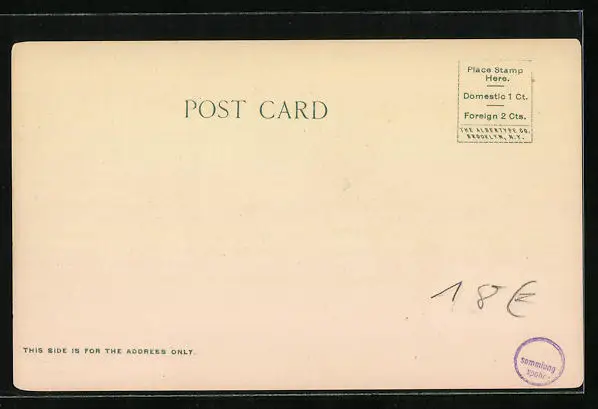 POST CARD
Place Stamp
Here.
Domestic 1 Ct.
Foreign 2 Cts.
THE ALBERTYPE CO.
BROOKLYN, N.Y.
18 €
THIS SIDE IS FOR THE ADDRESS ONLY.
sammlung